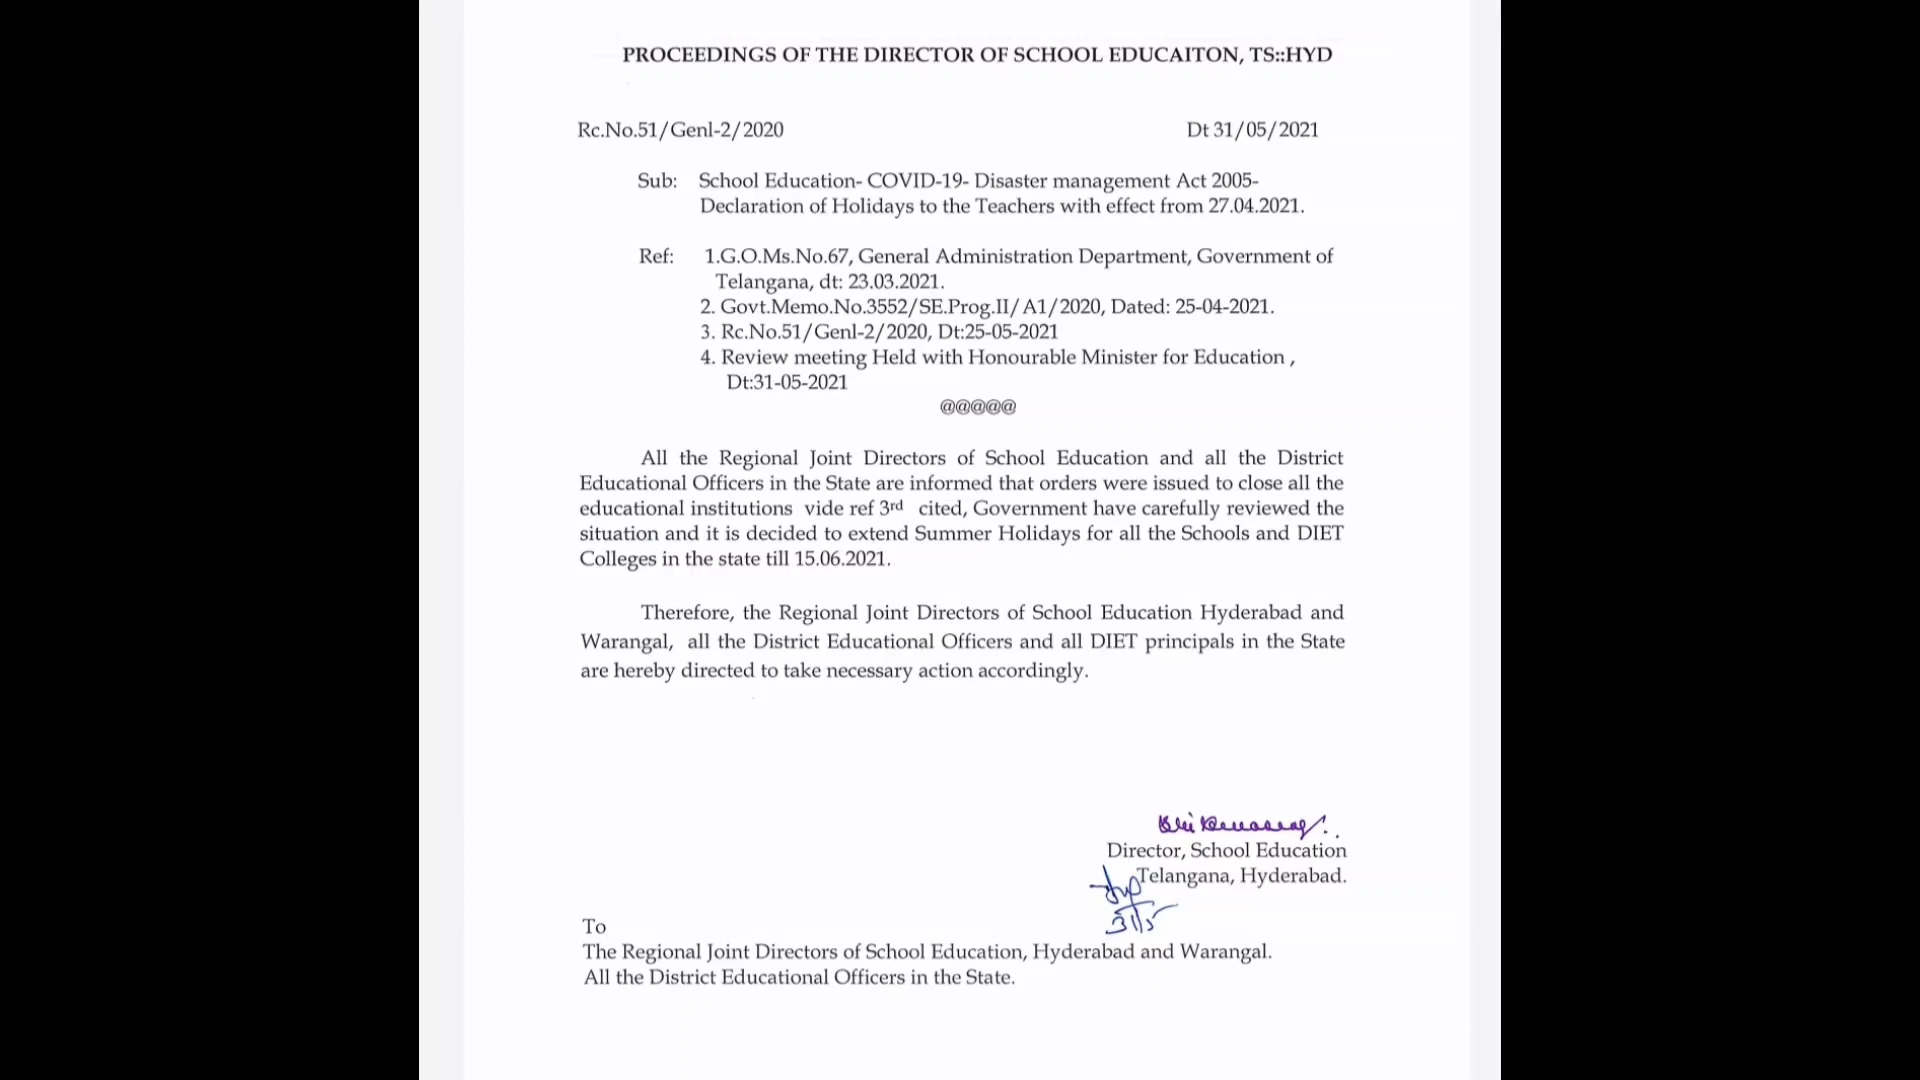 PROCEEDINGS OF THE DIRECTOR OF SCHOOL EDUCAITON, TS::HYD
Rc.No.51/Genl-2/2020 Dt 31/05/2021
Sub: School Education- COVID-19- Disaster management Act 2005-
Declaration of Holidays to the Teachers with effect from 27.04.2021.
Ref: 1.G.O.Ms.No.67, General Administration Department, Government of
Telangana, dt: 23.03.2021.
2. Govt.Memo.No.3552/SE.Prog.II/A1/2020, Dated: 25-04-2021.
3. Rc.No.51/Genl-2/2020, Dt:25-05-2021
4. Review meeting Held with Honourable Minister for Education ,
Dt:31-05-2021
@@@@@
All the Regional Joint Directors of School Education and all the District
Educational Officers in the State are informed that orders were issued to close all the
educational institutions vide ref 3rd cited, Government have carefully reviewed the
situation and it is decided to extend Summer Holidays for all the Schools and DIET
Colleges in the state till 15.06.2021.
Therefore, the Regional Joint Directors of School Education Hyderabad and
Warangal, all the District Educational Officers and all DIET principals in the State
are hereby directed to take necessary action accordingly.
Director, School Education
Telangana, Hyderabad.
31/5
To
The Regional Joint Directors of School Education, Hyderabad and Warangal.
All the District Educational Officers in the State.